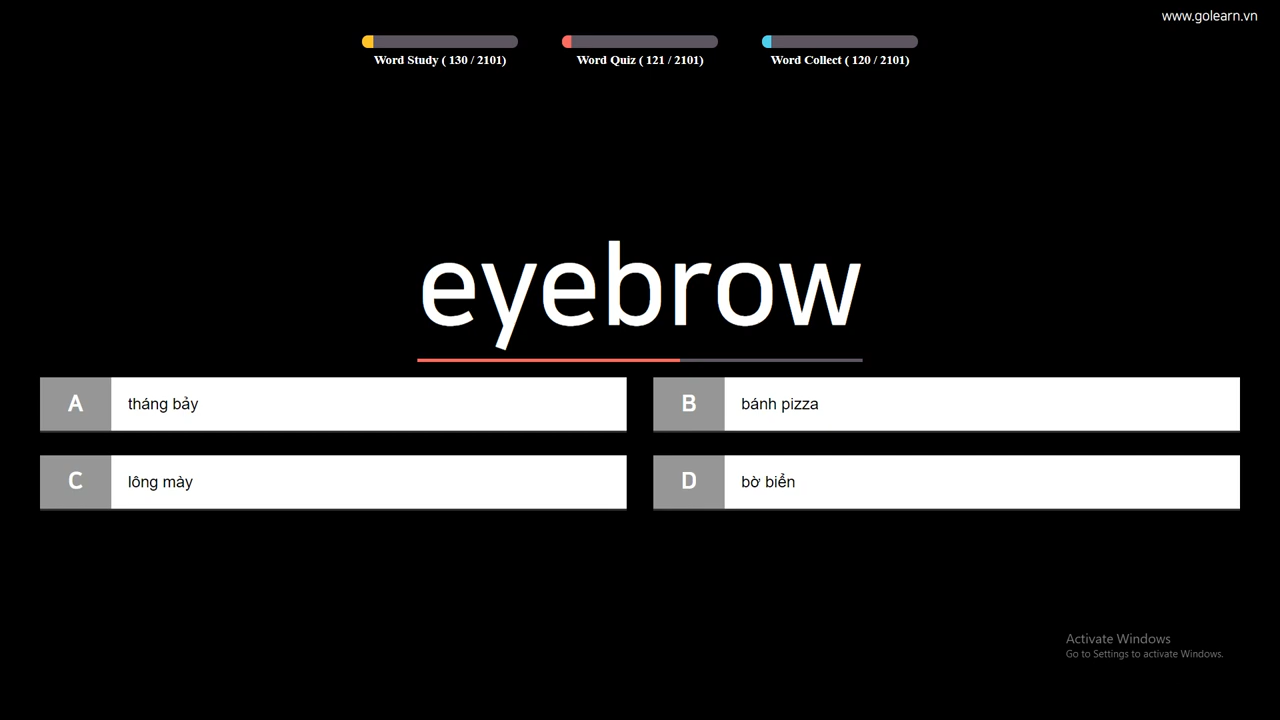 www.golearn.vn
Word Study ( 130 / 2101)
Word Quiz ( 121 / 2101)
Word Collect ( 120 / 2101)
eyebrow
A tháng bảy
B bánh pizza
C lông mày
D bờ biển
Activate Windows
Go to Settings to activate Windows.